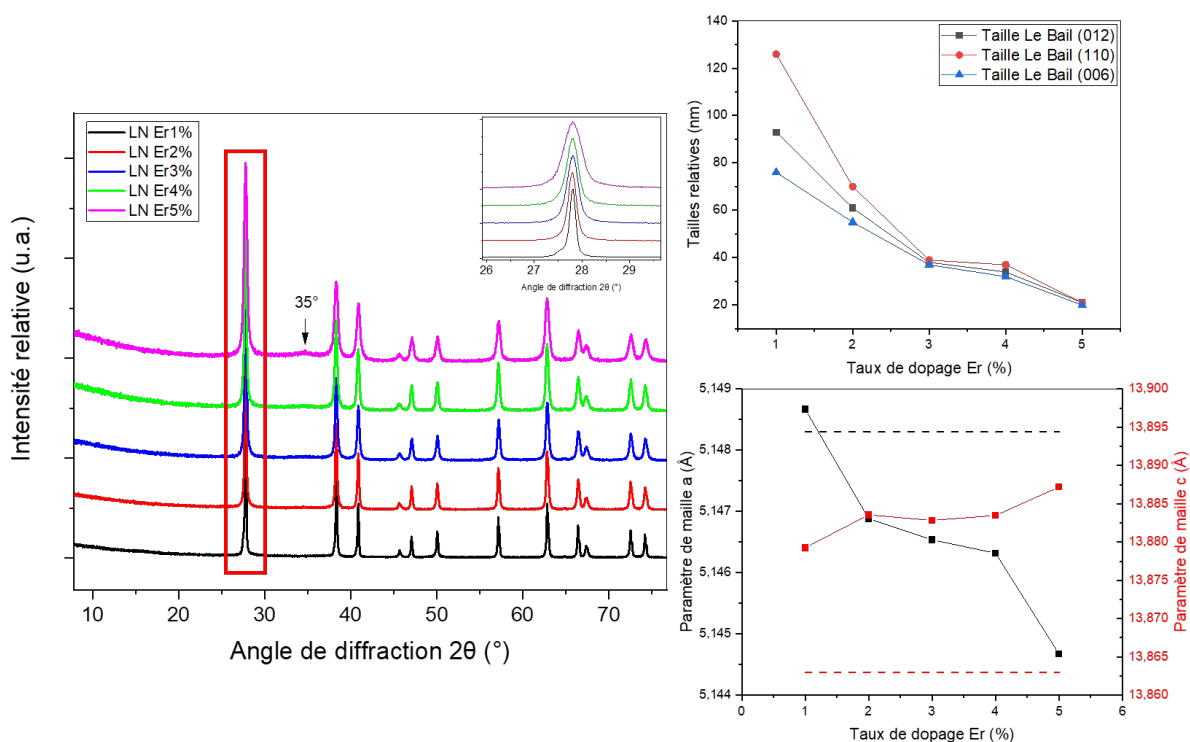 LN Er1%
LN Er2%
LN Er3%
LN Er4%
LN Er5%
35°
Intensité relative (u.a.)
10 20 30 40 50 60 70
Angle de diffraction 2θ (°)
26 27 28 29
Angle de diffraction 2θ (°)
Taille Le Bail (012)
Taille Le Bail (110)
Taille Le Bail (006)
140
120
100
80
60
40
20
Tailles relatives (nm)
1 2 3 4 5
Taux de dopage Er (%)
5,149
5,148
5,147
5,146
5,145
5,144
Paramètre de maille a (Å)
13,900
13,895
13,890
13,885
13,880
13,875
13,870
13,865
13,860
Paramètre de maille c (Å)
0 1 2 3 4 5 6
Taux de dopage Er (%)